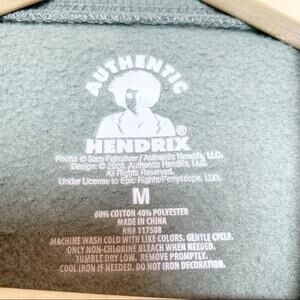 AUTHENTIC
HENDRIX®
Photo: © Sam Feinsilver / Authentic Hendrix, LLC.
Design: © 2020, Authentic Hendrix, LLC.
All Rights Reserved.
Under License to Epic Rights/Perryscope, LLC.
M
60% COTTON 40% POLYESTER
MADE IN CHINA
RN# 117508
MACHINE WASH COLD WITH LIKE COLORS. GENTLE CYCLE.
ONLY NON-CHLORINE BLEACH WHEN NEEDED.
TUMBLE DRY LOW. REMOVE PROMPTLY.
COOL IRON IF NEEDED. DO NOT IRON DECORATION.